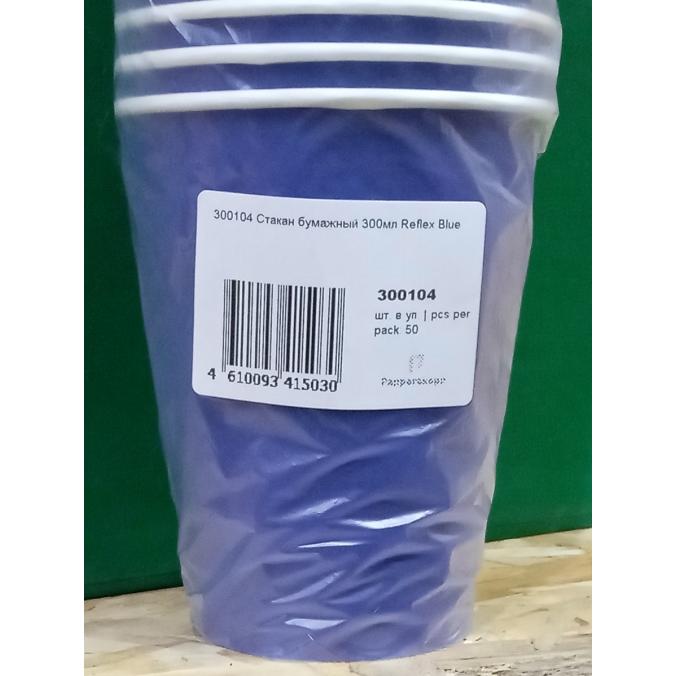 300104 Стакан бумажный 300мл Reflex Blue
300104
шт. в уп. | pcs per
pack: 50
4 610093 415030